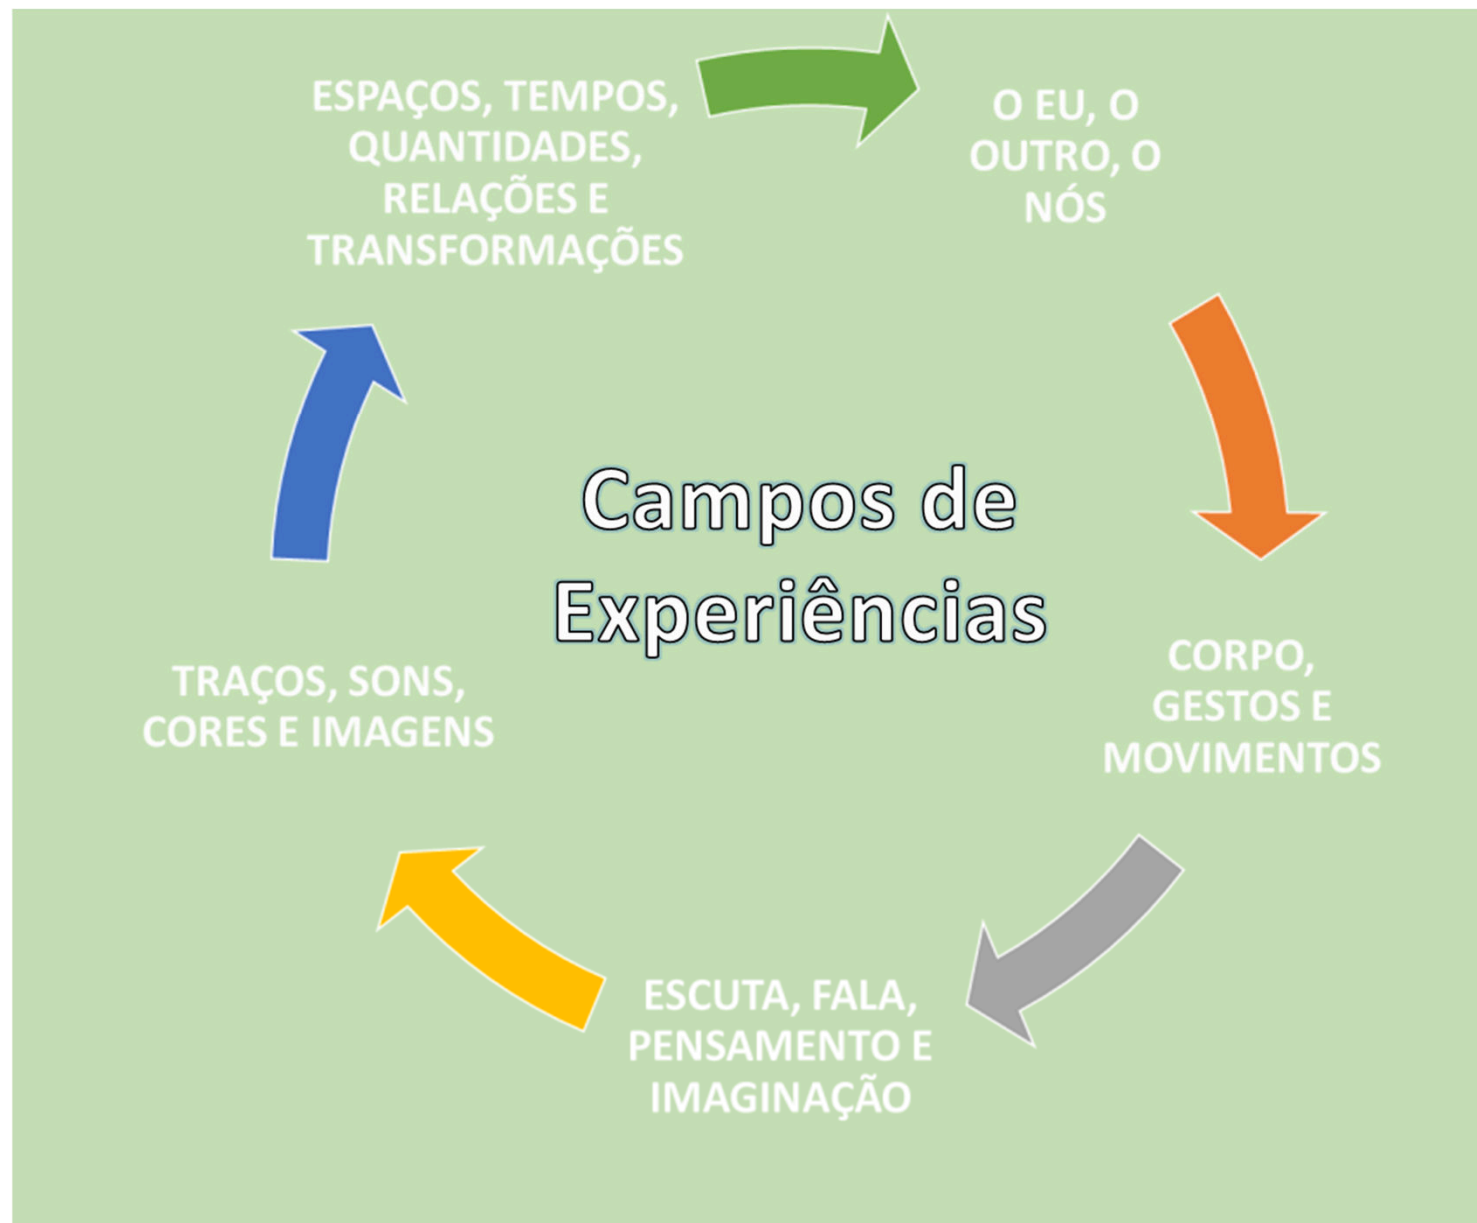 ESPAÇOS, TEMPOS,
QUANTIDADES,
RELAÇÕES E
TRANSFORMAÇÕES
O EU, O
OUTRO, O
NÓS
Campos de
Experiências
CORPO,
GESTOS E
MOVIMENTOS
TRAÇOS, SONS,
CORES E IMAGENS
ESCUTA, FALA,
PENSAMENTO E
IMAGINAÇÃO